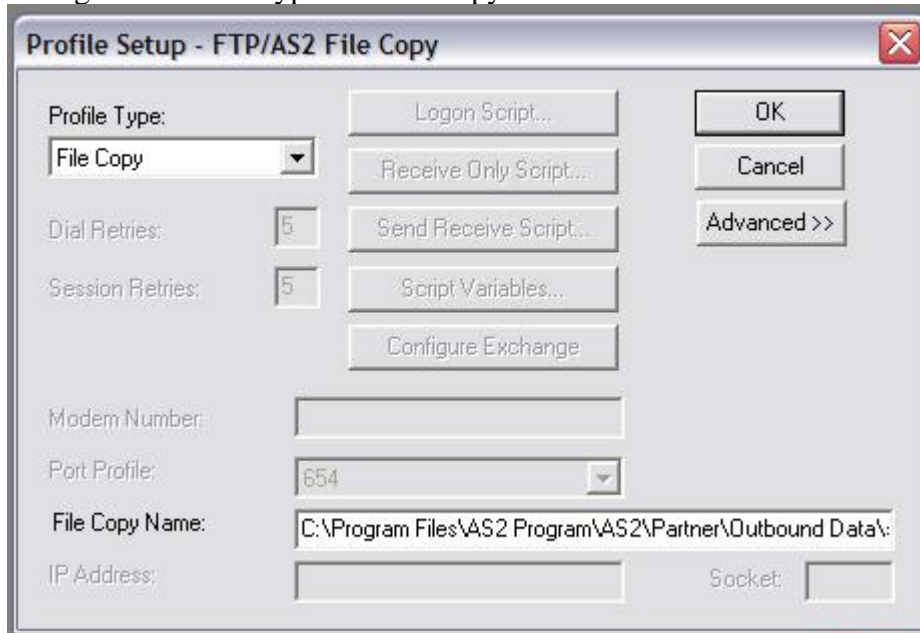 Profile Setup - FTP/AS2 File Copy
Profile Type:
File Copy
Logon Script...
OK
Receive Only Script...
Cancel
Dial Retries:
5
Send Receive Script...
Advanced >>
Session Retries:
5
Script Variables...
Configure Exchange
Modem Number:
Port Profile:
654
File Copy Name:
C:\Program Files\AS2 Program\AS2\Partner\Outbound Data\
IP Address:
Socket: